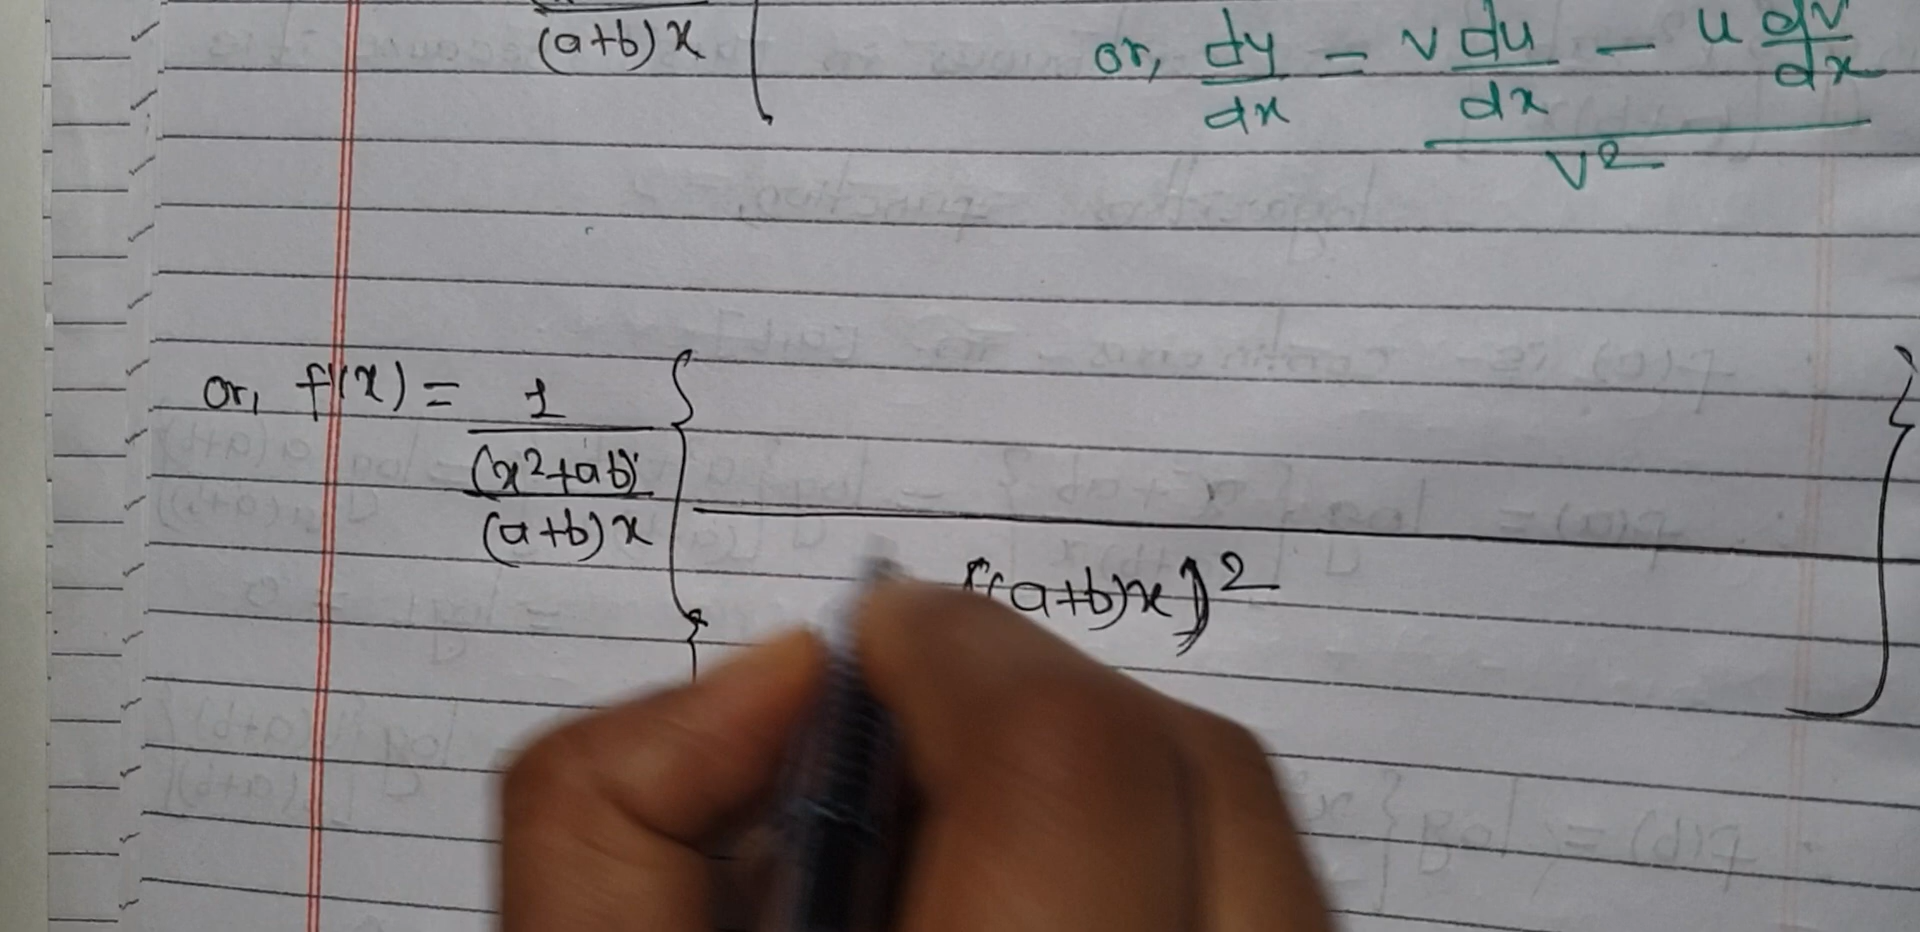 (a+b)x
or, dy/dx = v du/dx - u dv/dx
v2
or, f'(x) = 1 {
(x2+ab)
(a+b)x
{(a+b)x}2 }